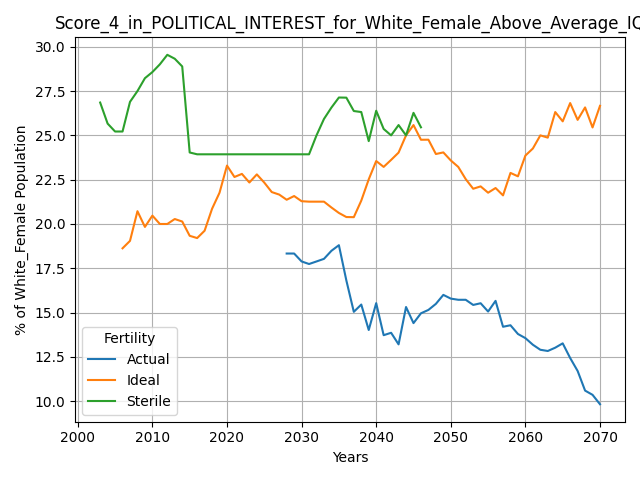 Score_4_in_POLITICAL_INTEREST_for_White_Female_Above_Average_IQ
% of White_Female Population
30.0
27.5
25.0
22.5
20.0
17.5
15.0
12.5
10.0
Fertility
Actual
Ideal
Sterile
2000 2010 2020 2030 2040 2050 2060 2070
Years